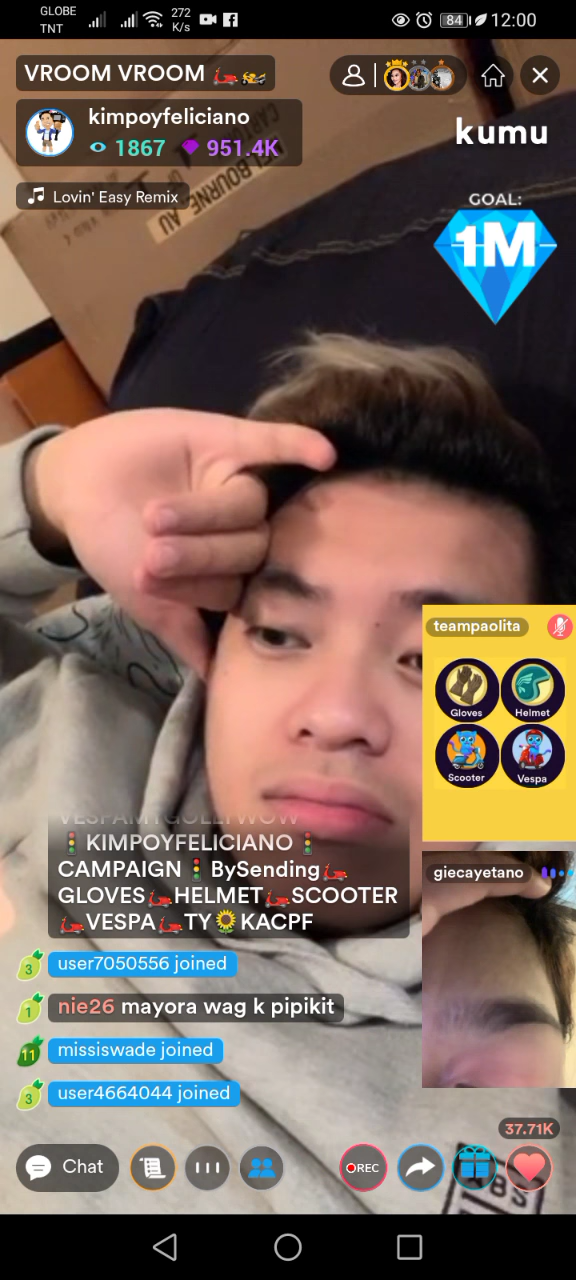 GLOBE
TNT
272
K/s
84
12:00
VROOM VROOM 🛵🏍️
kimpoyfeliciano
1867 951.4K
kumu
Lovin' Easy Remix
GOAL:
1M
MELBOURNE AU
teampaolita
Gloves Helmet
Scooter Vespa
giecayetano
🚦KIMPOYFELICIANO🚦
CAMPAIGN🚦BySending🛵
GLOVES🛵HELMET🛵SCOOTER
🛵VESPA🛵TY🌻KACPF
3 user7050556 joined
1 nie26 mayora wag k pipikit
11 missiswade joined
3 user4664044 joined
37.71K
Chat
REC